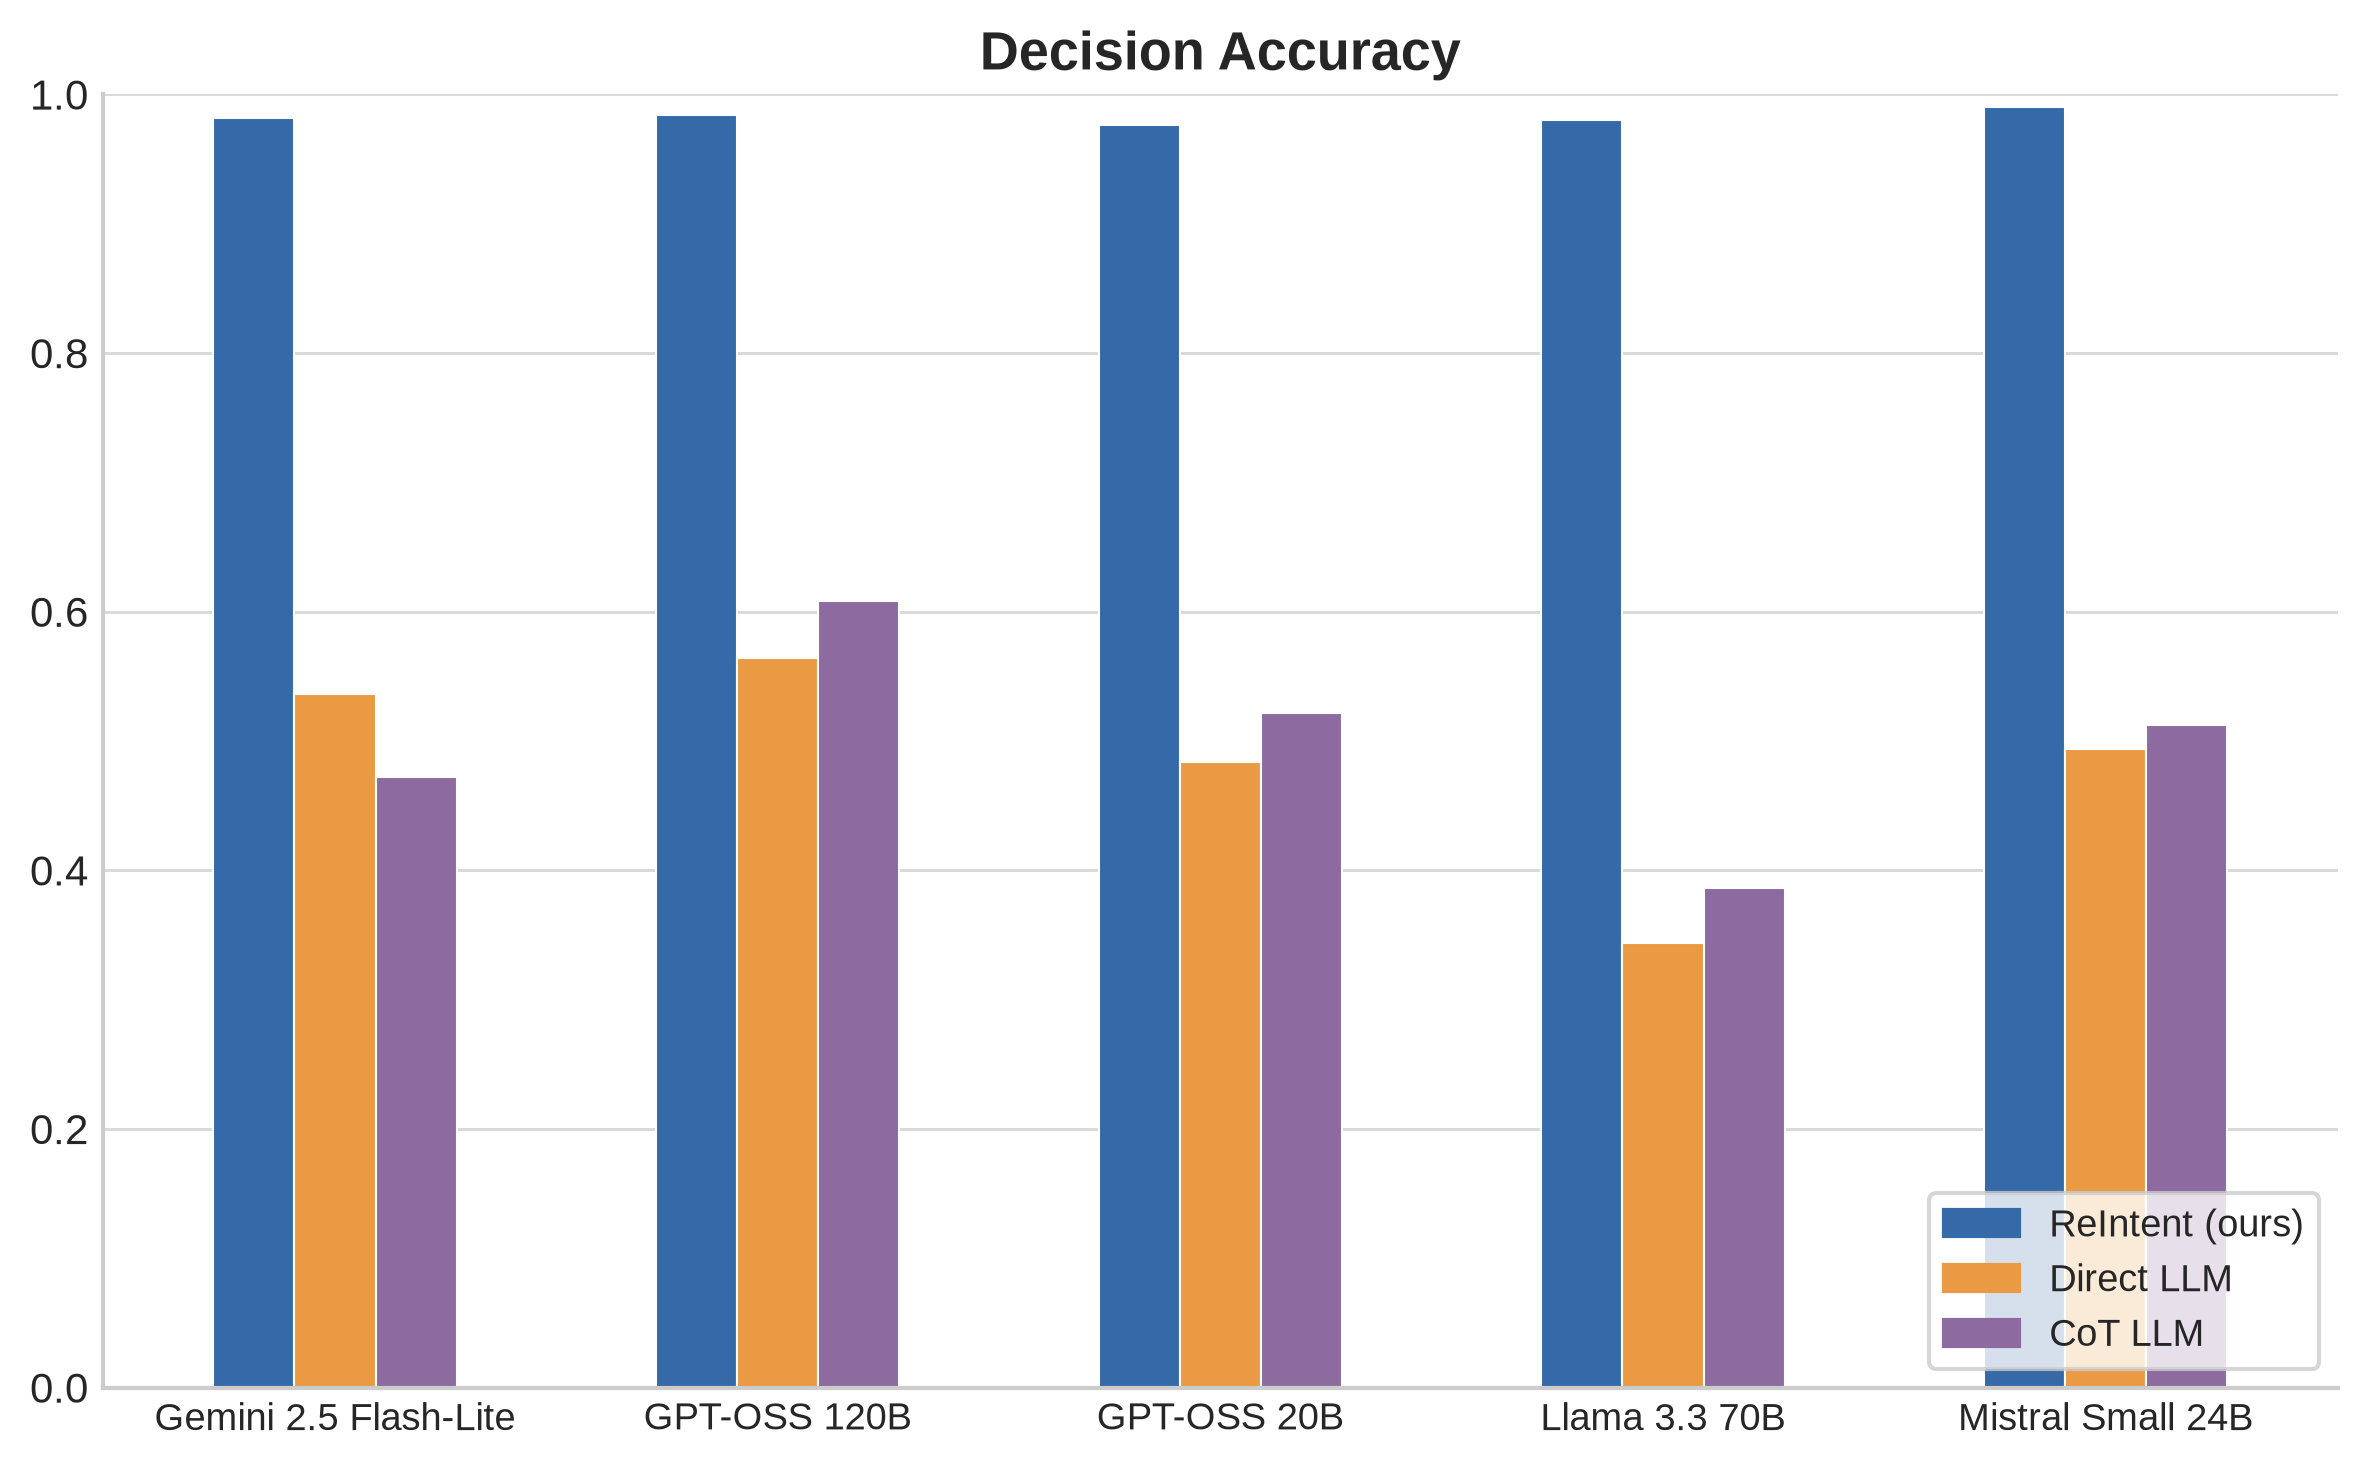 Decision Accuracy
1.0
0.8
0.6
0.4
0.2
0.0
ReIntent (ours)
Direct LLM
CoT LLM
Gemini 2.5 Flash-Lite
GPT-OSS 120B
GPT-OSS 20B
Llama 3.3 70B
Mistral Small 24B